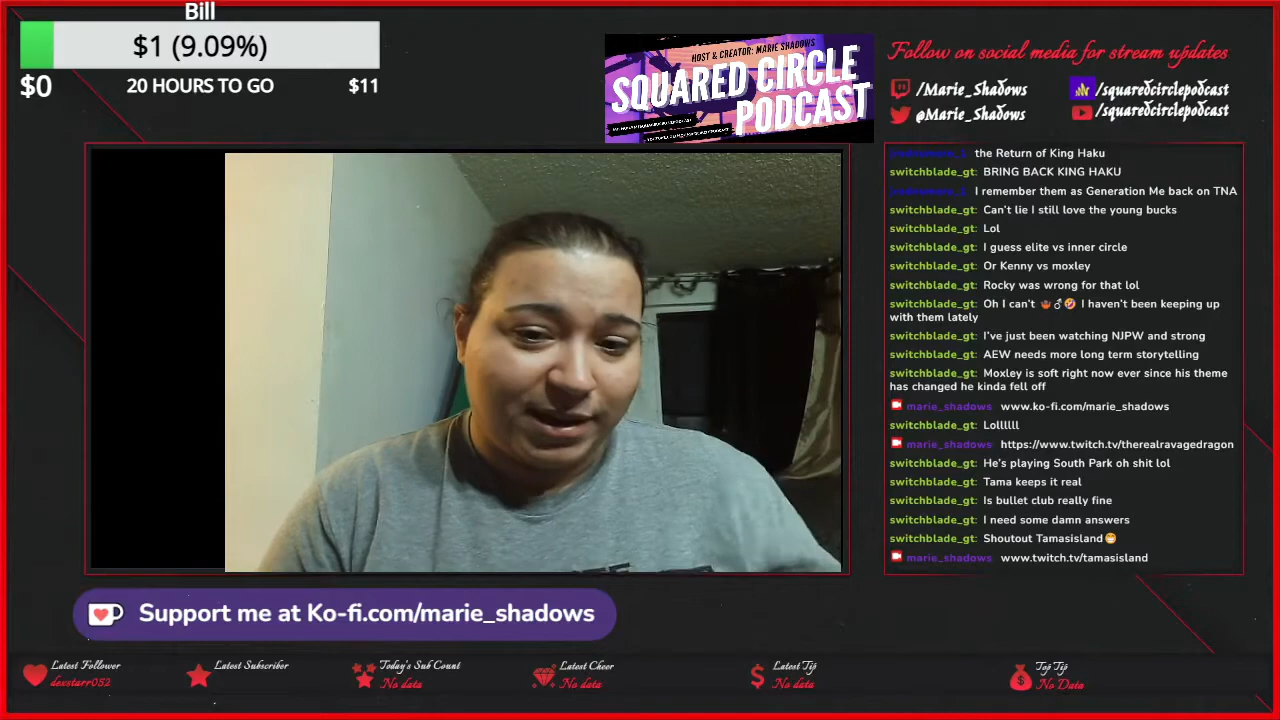 Bill
$1 (9.09%)
$0
20 HOURS TO GO
$11
HOST & CREATOR: MARIE SHADOWS
SQUARED CIRCLE
PODCAST
Follow on social media for stream updates
/Marie_Shadows
/squaredcirclepodcast
@Marie_Shadows
/squaredcirclepodcast
the Return of King Haku
switchblade_gt: BRING BACK KING HAKU
I remember them as Generation Me back on TNA
switchblade_gt: Can't lie I still love the young bucks
switchblade_gt: Lol
switchblade_gt: I guess elite vs inner circle
switchblade_gt: Or Kenny vs moxley
switchblade_gt: Rocky was wrong for that lol
switchblade_gt: Oh I can't 🤷🏾♂🤣 I haven't been keeping up
with them lately
switchblade_gt: I've just been watching NJPW and strong
switchblade_gt: AEW needs more long term storytelling
switchblade_gt: Moxley is soft right now ever since his theme
has changed he kinda fell off
marie_shadows www.ko-fi.com/marie_shadows
switchblade_gt: Lollllll
marie_shadows https://www.twitch.tv/therealravagedragon
switchblade_gt: He's playing South Park oh shit lol
switchblade_gt: Tama keeps it real
switchblade_gt: Is bullet club really fine
switchblade_gt: I need some damn answers
switchblade_gt: Shoutout Tamasisland😁
marie_shadows www.twitch.tv/tamasisland
Support me at Ko-fi.com/marie_shadows
Latest Follower
dexstarr052
Latest Subscriber
Today's Sub Count
No data
Latest Cheer
No data
Latest Tip
No data
Top Tip
No Data